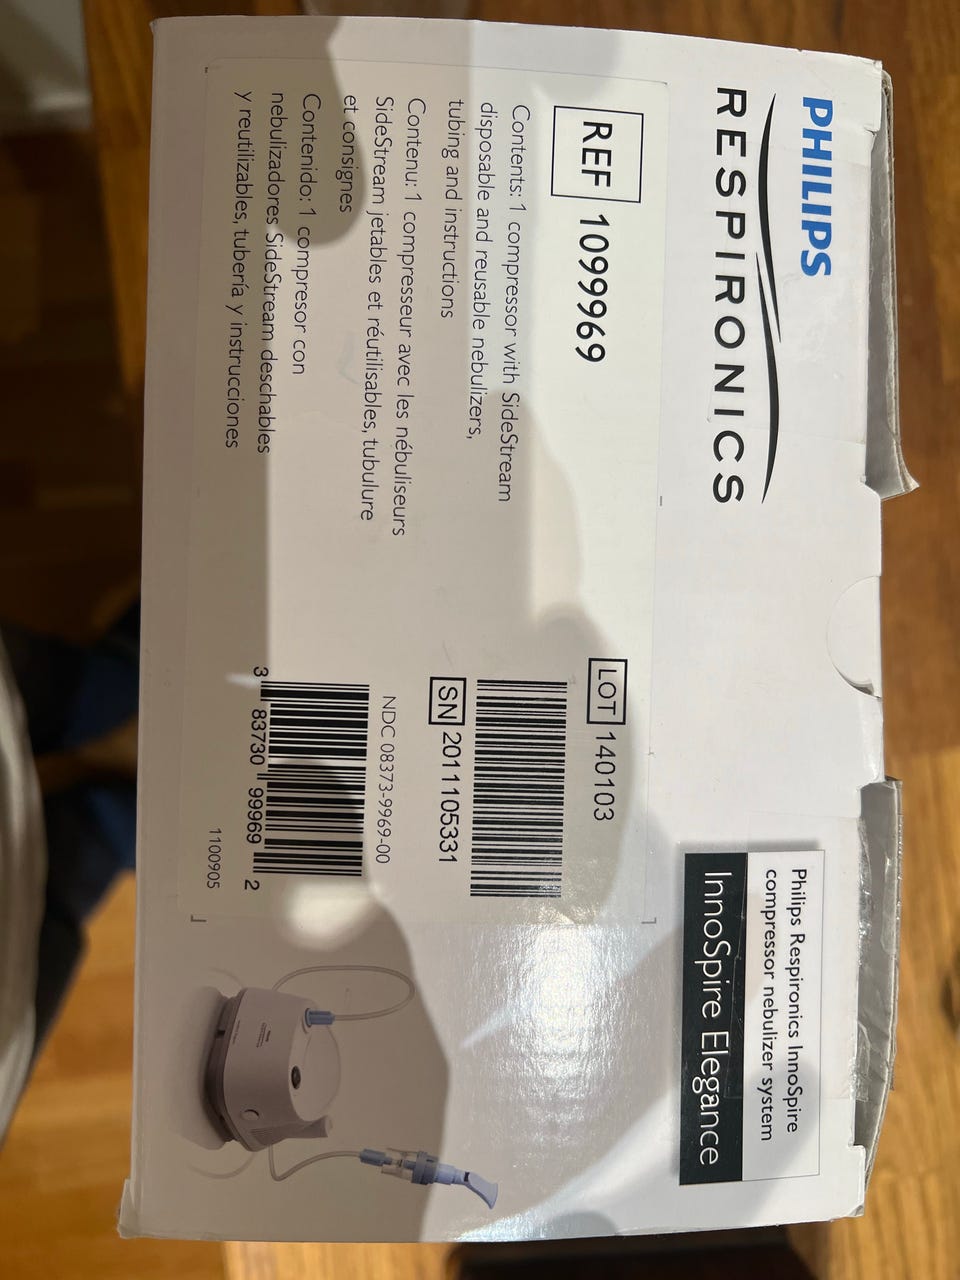 PHILIPS
RESPIRONICS
Philips Respironics InnoSpire
compressor nebulizer system
InnoSpire Elegance
REF 1099969
Contents: 1 compressor with SideStream
disposable and reusable nebulizers,
tubing and instructions
Contenu: 1 compresseur avec les nébuliseurs
SideStream jetables et réutilisables, tubulure
et consignes
Contenido: 1 compresor con
nebulizadores SideStream deschables
y reutilizables, tubería y instrucciones
LOT 140103
SN 2011105331
NDC 08373-9969-00
3 83730 99969 2
1100905